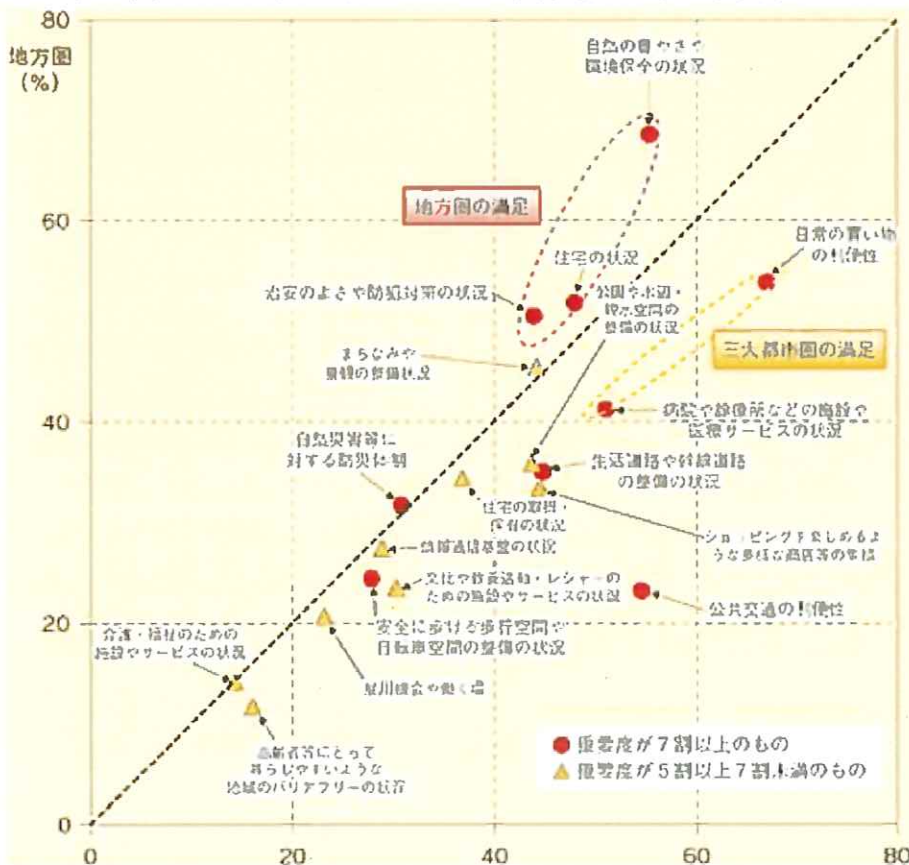 80
地方圏
(%)
自然の豊かさや
環境保全の状況
地方圏の満足
60
日常の買い物
の利便性
住宅の状況
治安のよさや防犯対策の状況
公園や水辺・
親水空間の
整備の状況
三大都市圏の満足
まちなみや
景観の整備状況
40
病院や診療所などの施設や
医療サービスの状況
自然災害等に
対する防災体制
生活道路や幹線道路
の整備の状況
住宅の取得・
保有の状況
ショッピングを楽しめるよ
うな多様な商店等の集積
情報通信基盤の状況
文化や教養活動・レジャーの
ための施設やサービスの状況
公共交通の利便性
20
安全に歩ける歩行空間や
自転車空間の整備の状況
介護・福祉のための
施設やサービスの状況
雇用機会や働く場
重要度が7割以上のもの
高齢者等にとって
暮らしやすいような
地域のバリアフリーの状況
重要度が5割以上7割未満のもの
0
0
20
40
60
80